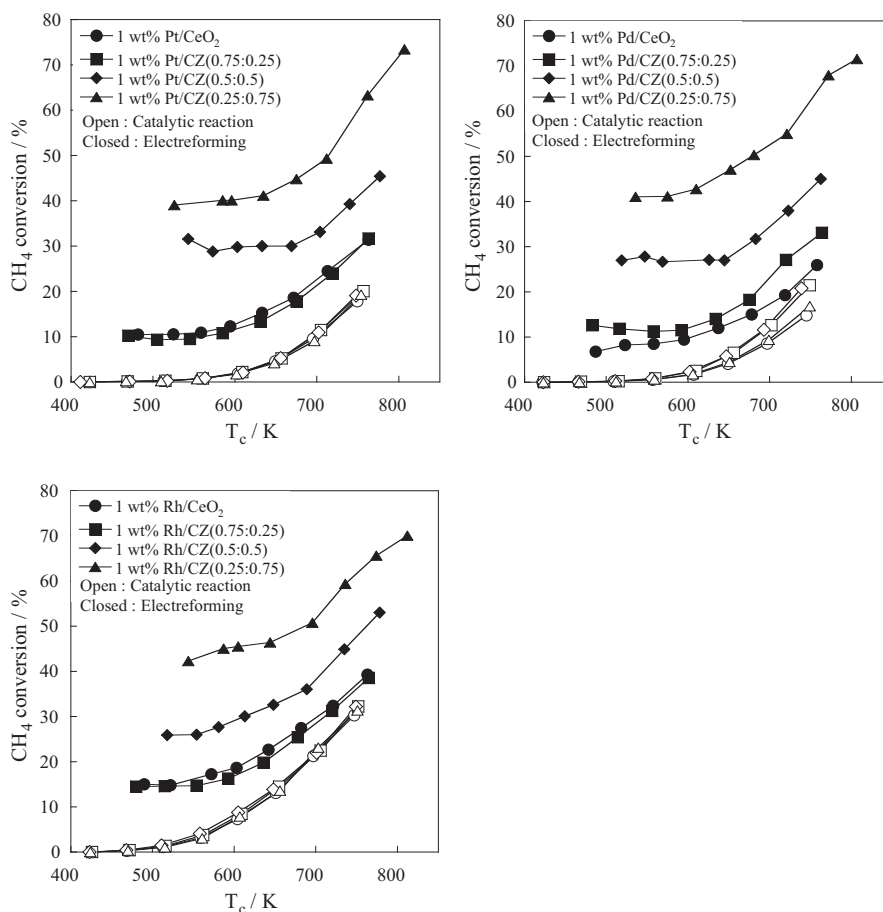 80
70
60
50
40
30
20
10
0
CH₄ conversion / %
1 wt% Pt/CeO₂
1 wt% Pt/CZ(0.75:0.25)
1 wt% Pt/CZ(0.5:0.5)
1 wt% Pt/CZ(0.25:0.75)
Open : Catalytic reaction
Closed : Electreforming
400 500 600 700 800
T_c / K
80
70
60
50
40
30
20
10
0
CH₄ conversion / %
1 wt% Pd/CeO₂
1 wt% Pd/CZ(0.75:0.25)
1 wt% Pd/CZ(0.5:0.5)
1 wt% Pd/CZ(0.25:0.75)
Open : Catalytic reaction
Closed : Electreforming
400 500 600 700 800
T_c / K
80
70
60
50
40
30
20
10
0
CH₄ conversion / %
1 wt% Rh/CeO₂
1 wt% Rh/CZ(0.75:0.25)
1 wt% Rh/CZ(0.5:0.5)
1 wt% Rh/CZ(0.25:0.75)
Open : Catalytic reaction
Closed : Electreforming
400 500 600 700 800
T_c / K